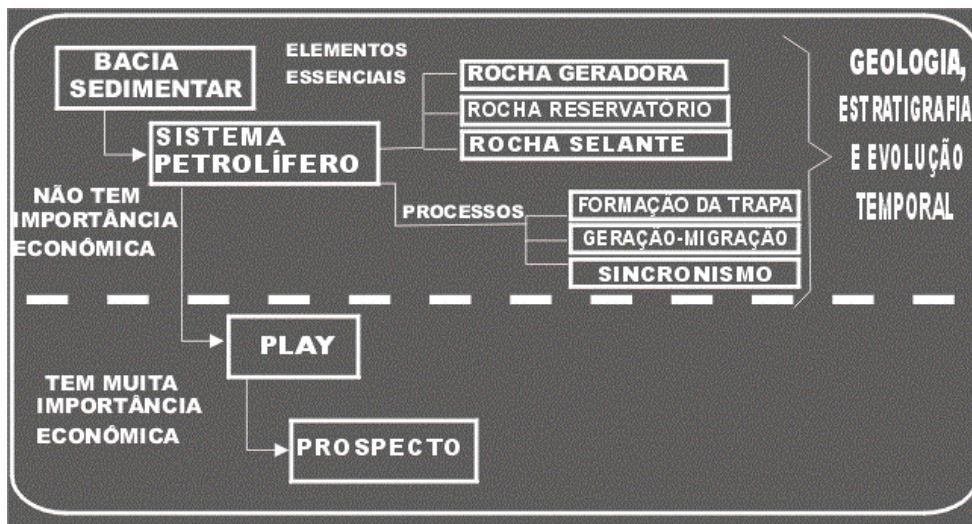 BACIA
SEDIMENTAR
SISTEMA
PETROLÍFERO
ELEMENTOS
ESSENCIAIS
ROCHA GERADORA
ROCHA RESERVATÓRIO
ROCHA SELANTE
PROCESSOS
FORMAÇÃO DA TRAPA
GERAÇÃO-MIGRAÇÃO
SINCRONISMO
GEOLOGIA,
ESTRATIGRAFIA
E EVOLUÇÃO
TEMPORAL
NÃO TEM
IMPORTÂNCIA
ECONÔMICA
PLAY
TEM MUITA
IMPORTÂNCIA
ECONÔMICA
PROSPECTO